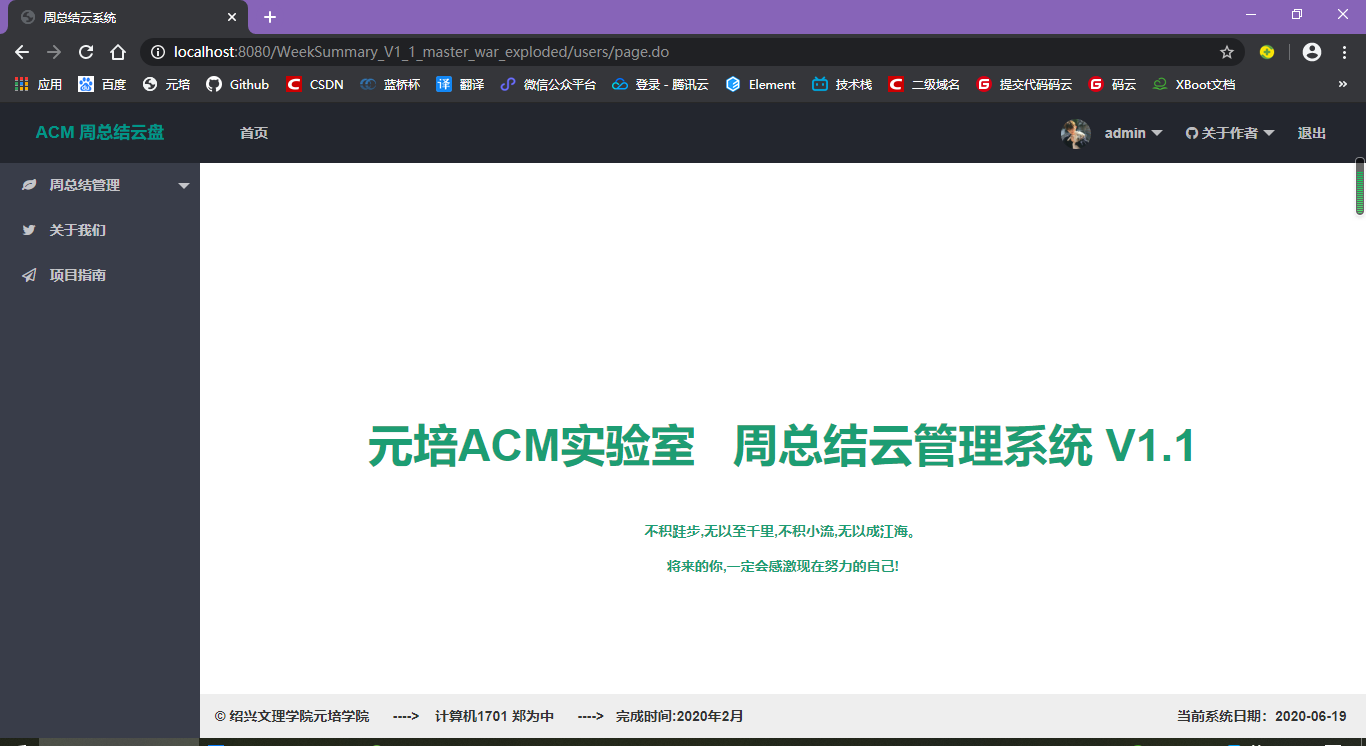 周总结云系统
localhost:8080/WeekSummary_V1_1_master_war_exploded/users/page.do
应用 百度 元培 Github CSDN 蓝桥杯 翻译 微信公众平台 登录 - 腾讯云 Element 技术栈 二级域名 提交代码码云 码云 XBoot文档 »
ACM 周总结云盘 首页 admin 关于作者 退出
周总结管理
关于我们
项目指南
元培ACM实验室 周总结云管理系统 V1.1
不积跬步,无以至千里,不积小流,无以成江海。
将来的你,一定会感激现在努力的自己!
© 绍兴文理学院元培学院 ----> 计算机1701 郑为中 ----> 完成时间:2020年2月 当前系统日期：2020-06-19